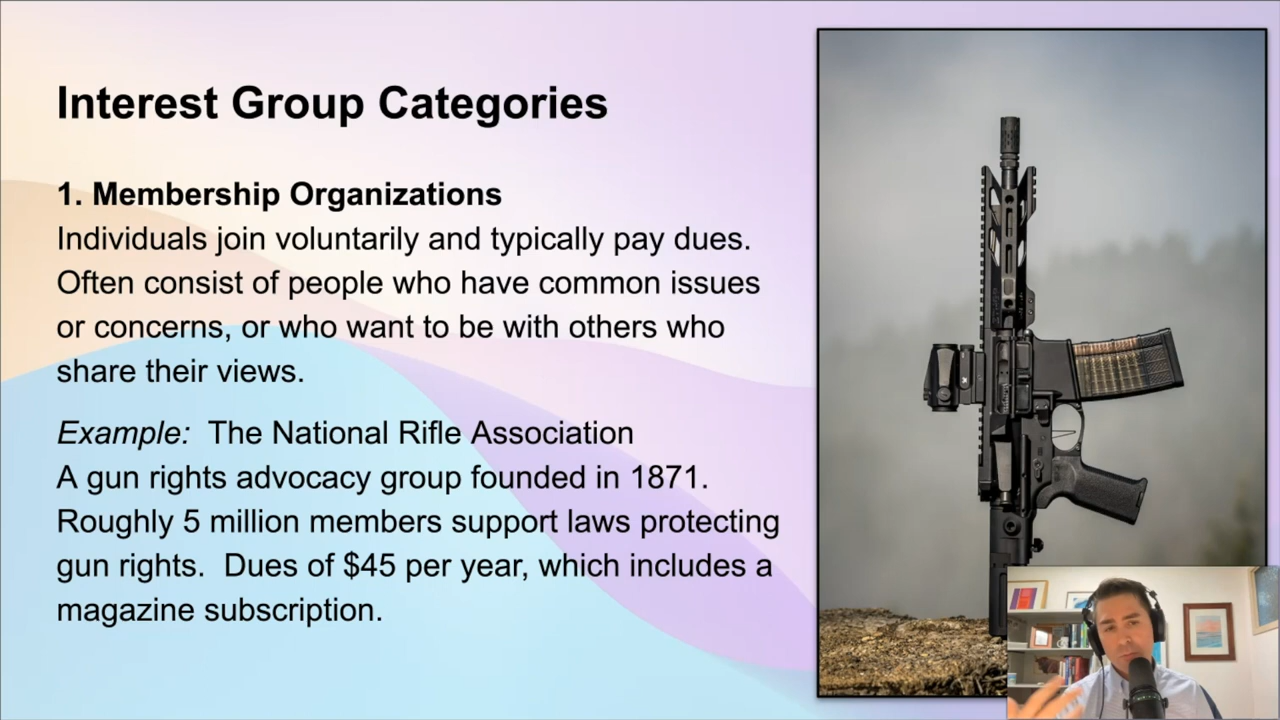 Interest Group Categories
1. Membership Organizations
Individuals join voluntarily and typically pay dues.
Often consist of people who have common issues
or concerns, or who want to be with others who
share their views.
Example:  The National Rifle Association
A gun rights advocacy group founded in 1871.
Roughly 5 million members support laws protecting
gun rights.  Dues of $45 per year, which includes a
magazine subscription.